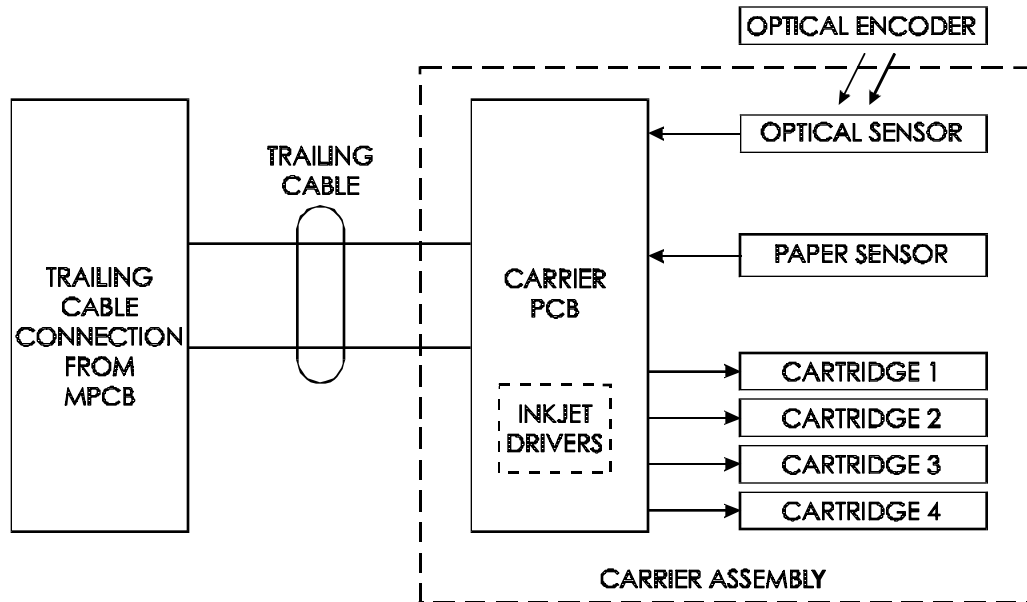 OPTICAL ENCODER
OPTICAL SENSOR
TRAILING
CABLE
PAPER SENSOR
TRAILING
CABLE
CONNECTION
FROM
MPCB
CARRIER
PCB
INKJET
DRIVERS
CARTRIDGE 1
CARTRIDGE 2
CARTRIDGE 3
CARTRIDGE 4
CARRIER ASSEMBLY